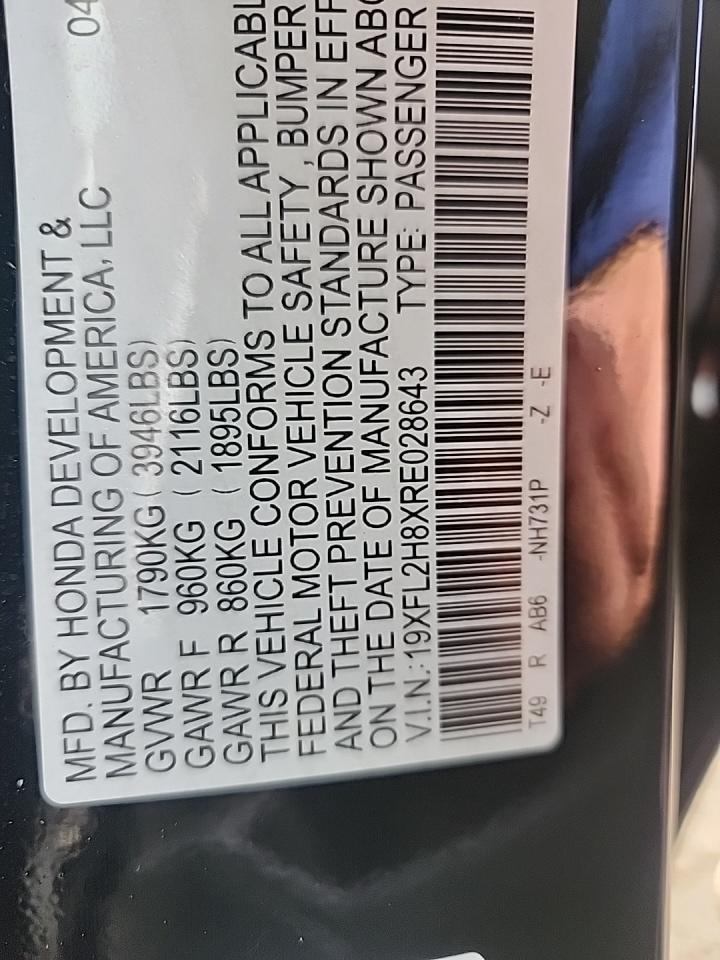 MFD. BY HONDA DEVELOPMENT & 04
MANUFACTURING OF AMERICA, LLC
GVWR 1790KG (3946LBS)
GAWR F 960KG (2116LBS)
GAWR R 860KG (1895LBS)
THIS VEHICLE CONFORMS TO ALL APPLICABL
FEDERAL MOTOR VEHICLE SAFETY, BUMPER
AND THEFT PREVENTION STANDARDS IN EFF
ON THE DATE OF MANUFACTURE SHOWN ABO
V.I.N.:19XFL2H8XRE028643 TYPE: PASSENGER
T49 R AB6 -NH731P -Z -E